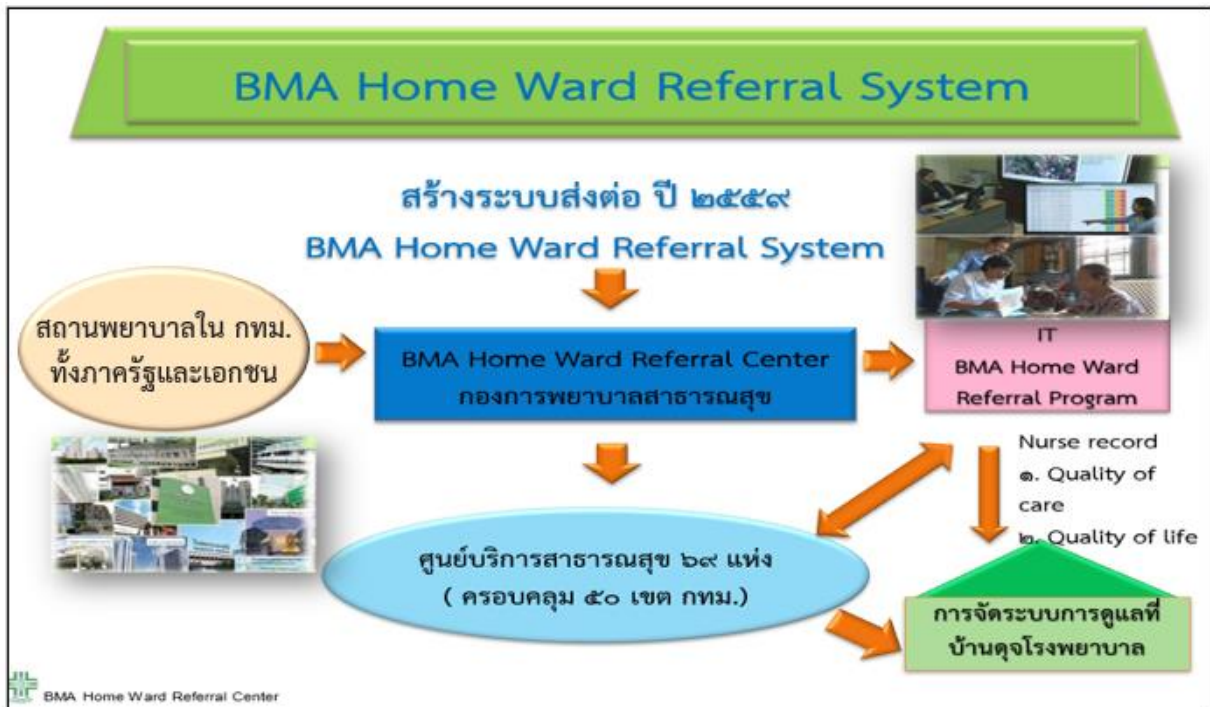 BMA Home Ward Referral System
สร้างระบบส่งต่อ ปี ๒๕๕๙
BMA Home Ward Referral System
สถานพยาบาลใน กทม.
ทั้งภาครัฐและเอกชน
BMA Home Ward Referral Center
กองการพยาบาลสาธารณสุข
IT
BMA Home Ward
Referral Program
Nurse record
๑. Quality of
care
๒. Quality of life
ศูนย์บริการสาธารณสุข ๖๙ แห่ง
( ครอบคลุม ๕๐ เขต กทม.)
การจัดระบบการดูแลที่
บ้านดุจโรงพยาบาล
BMA Home Ward Referral Center